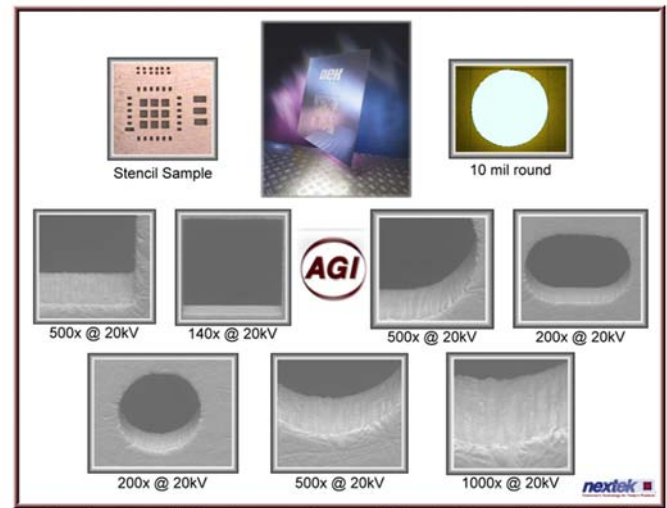 Stencil Sample
10 mil round
AGI
500x @ 20kV
140x @ 20kV
500x @ 20kV
200x @ 20kV
200x @ 20kV
500x @ 20kV
1000x @ 20kV
nextek